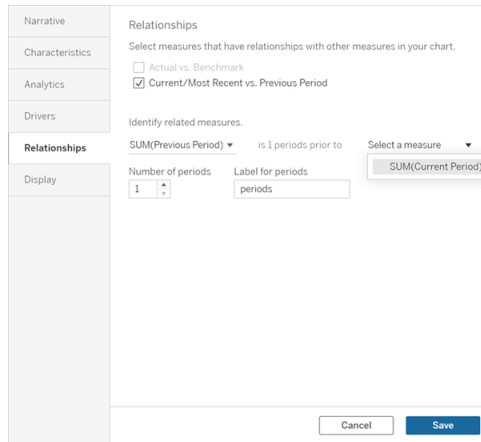 Narrative
Characteristics
Analytics
Drivers
Relationships
Display
Relationships
Select measures that have relationships with other measures in your chart.
Actual vs. Benchmark
Current/Most Recent vs. Previous Period
Identify related measures.
SUM(Previous Period) is 1 periods prior to Select a measure
SUM(Current Period)
Number of periods Label for periods
1 periods
Cancel Save